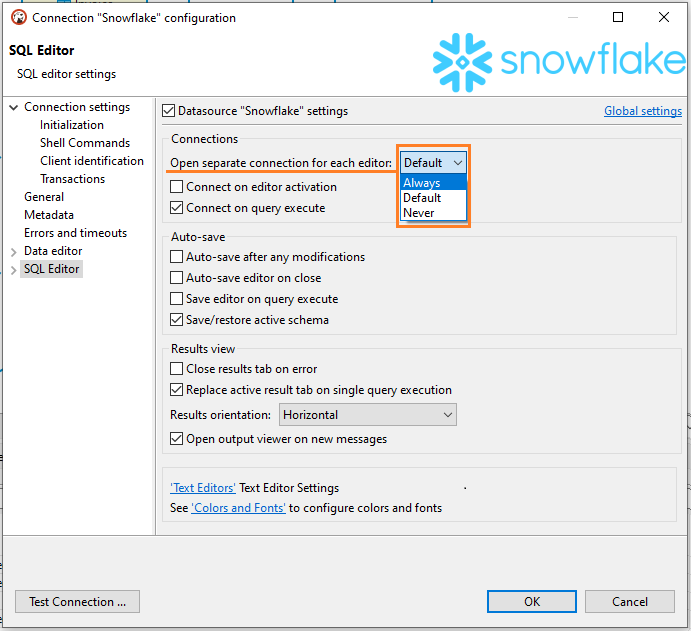 Connection "Snowflake" configuration
SQL Editor
SQL editor settings
snowflake
Connection settings
Initialization
Shell Commands
Client identification
Transactions
General
Metadata
Errors and timeouts
Data editor
SQL Editor
Datasource "Snowflake" settings
Global settings
Connections
Open separate connection for each editor:
Default
Always
Default
Never
Connect on editor activation
Connect on query execute
Auto-save
Auto-save after any modifications
Auto-save editor on close
Save editor on query execute
Save/restore active schema
Results view
Close results tab on error
Replace active result tab on single query execution
Results orientation: Horizontal
Open output viewer on new messages
'Text Editors' Text Editor Settings
See 'Colors and Fonts' to configure colors and fonts
Test Connection ...
OK
Cancel